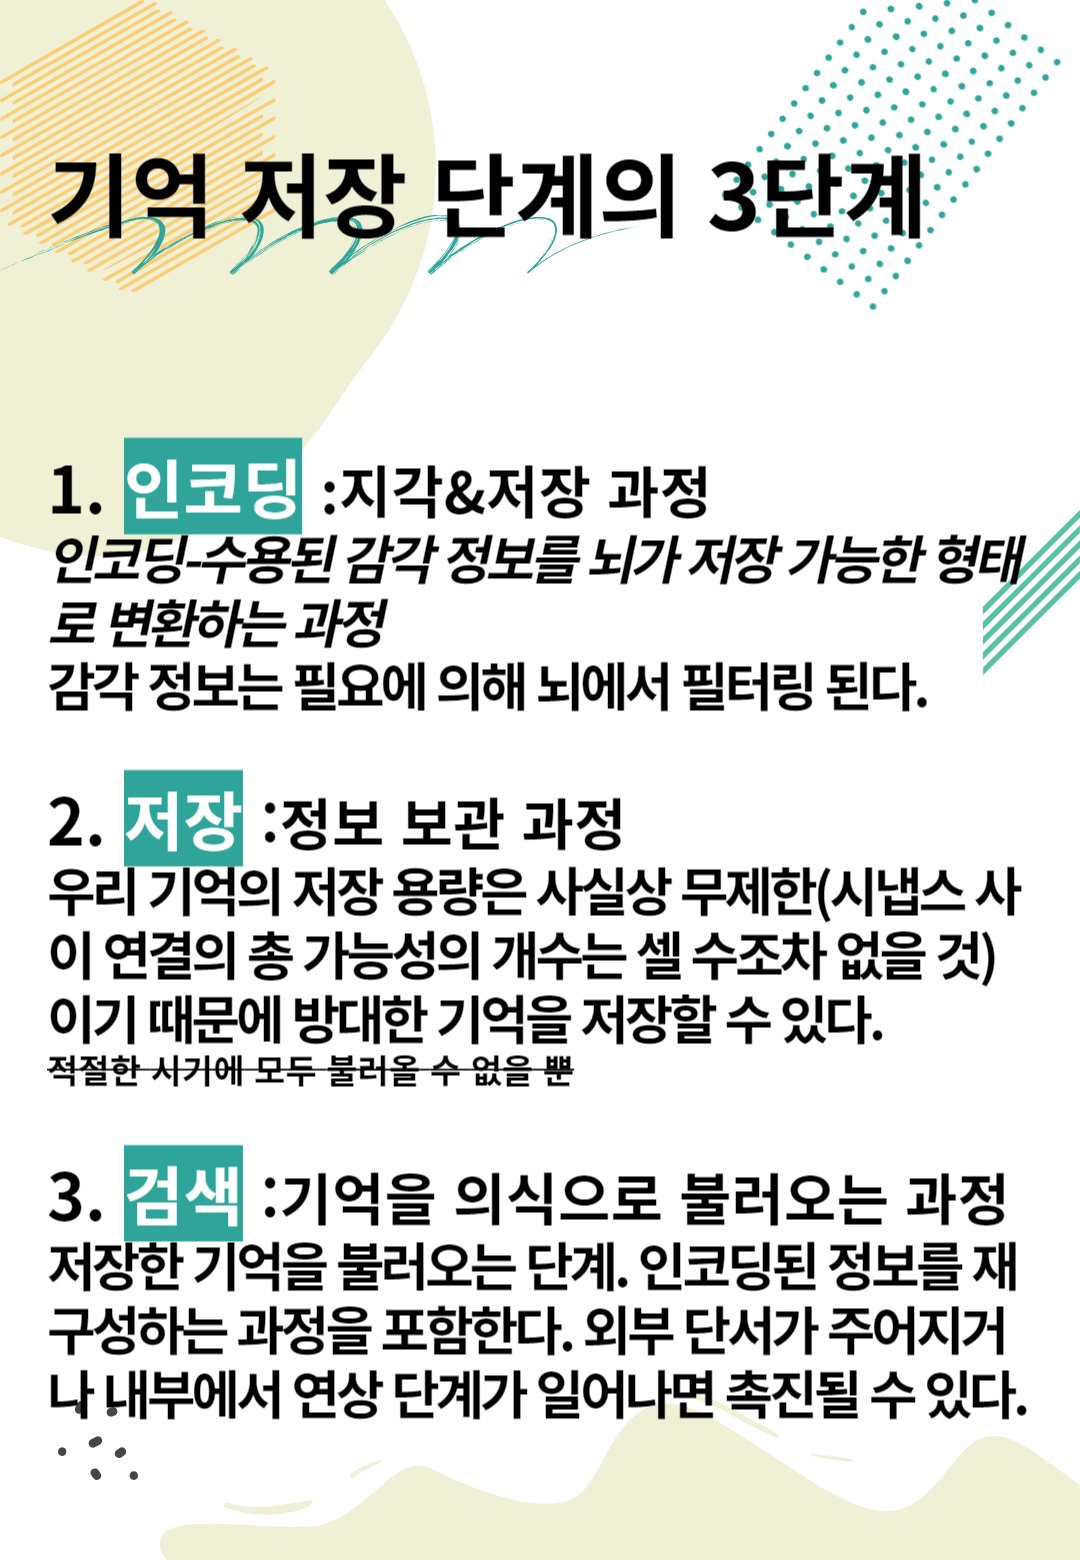 기억 저장 단계의 3단계
1. 인코딩 :지각&저장 과정
인코딩-수용된 감각 정보를 뇌가 저장 가능한 형태
로 변환하는 과정
감각 정보는 필요에 의해 뇌에서 필터링 된다.
2. 저장 :정보 보관 과정
우리 기억의 저장 용량은 사실상 무제한(시냅스 사
이 연결의 총 가능성의 개수는 셀 수조차 없을 것)
이기 때문에 방대한 기억을 저장할 수 있다.
적절한 시기에 모두 불러올 수 없을 뿐
3. 검색 :기억을 의식으로 불러오는 과정
저장한 기억을 불러오는 단계. 인코딩된 정보를 재
구성하는 과정을 포함한다. 외부 단서가 주어지거
나 내부에서 연상 단계가 일어나면 촉진될 수 있다.